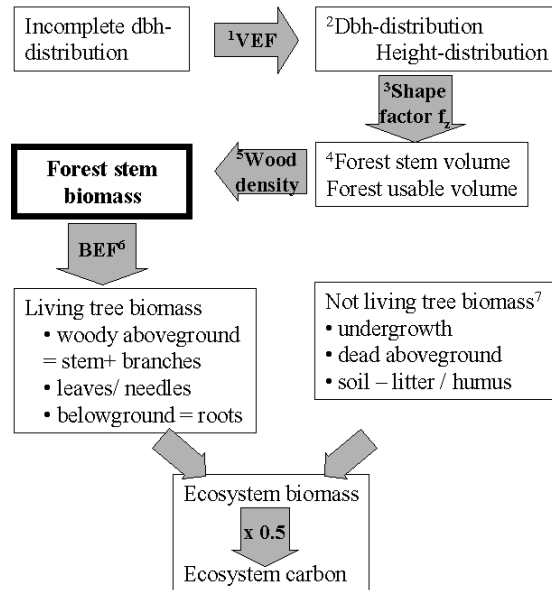 Incomplete dbh-
distribution
¹VEF
²Dbh-distribution
Height-distribution
³Shape
factor f_z
⁴Forest stem volume
Forest usable volume
⁵Wood
density
Forest stem
biomass
BEF⁶
Living tree biomass
• woody aboveground
= stem+ branches
• leaves/ needles
• belowground = roots
Not living tree biomass⁷
• undergrowth
• dead aboveground
• soil – litter / humus
Ecosystem biomass
x 0.5
Ecosystem carbon